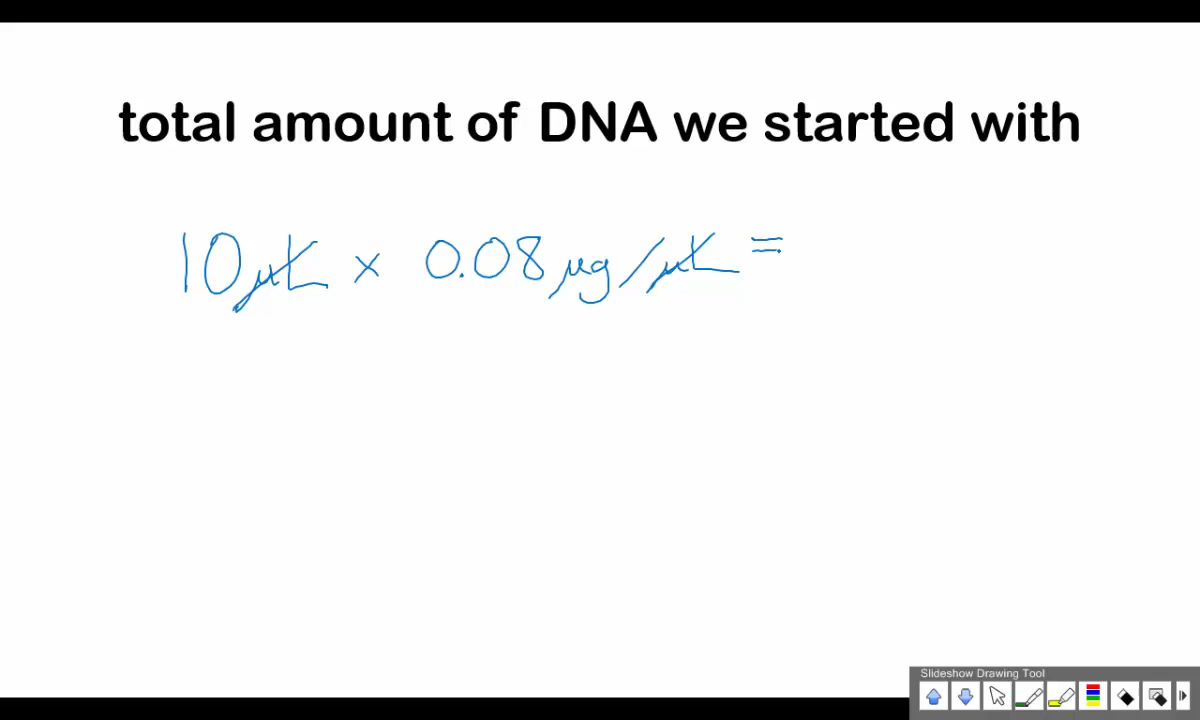 total amount of DNA we started with
10 μL × 0.08 μg/μL =
Slideshow Drawing Tool